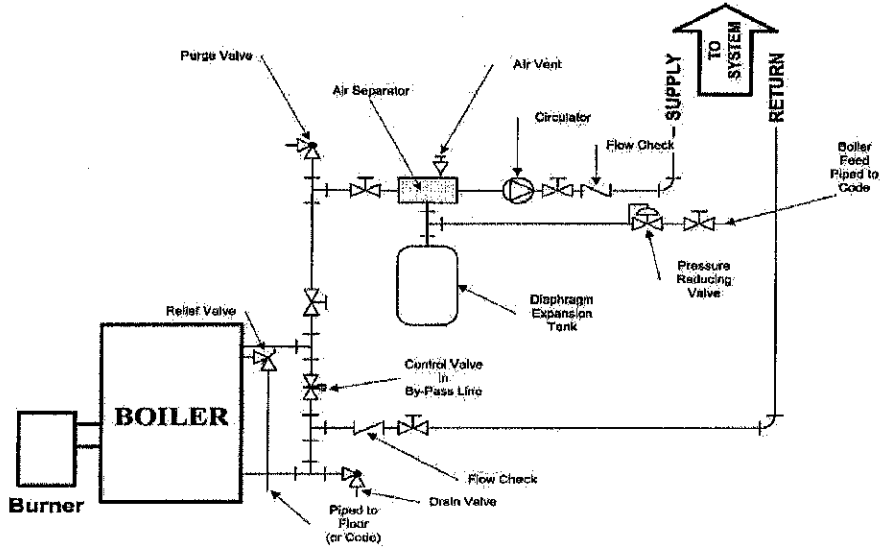 TO
SYSTEM
SUPPLY
RETURN
Purge Valve
Air Vent
Air Separator
Circulator
Flow Check
Boiler
Feed
Piped to
Code
Pressure
Reducing
Valve
Diaphragm
Expansion
Tank
Relief Valve
Control Valve
in
By-Pass Line
BOILER
Burner
Flow Check
Drain Valve
Piped to
Floor
(or Code)